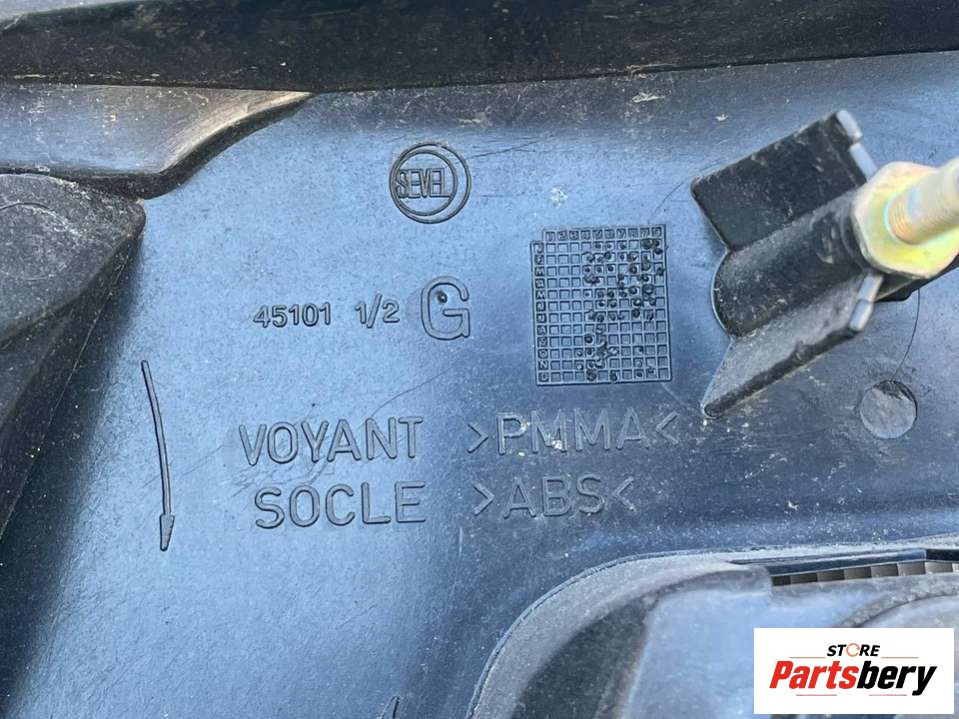 SEVEL
45101 1/2 G
VOYANT >PMMA<
SOCLE >ABS<
STORE
Partsbery